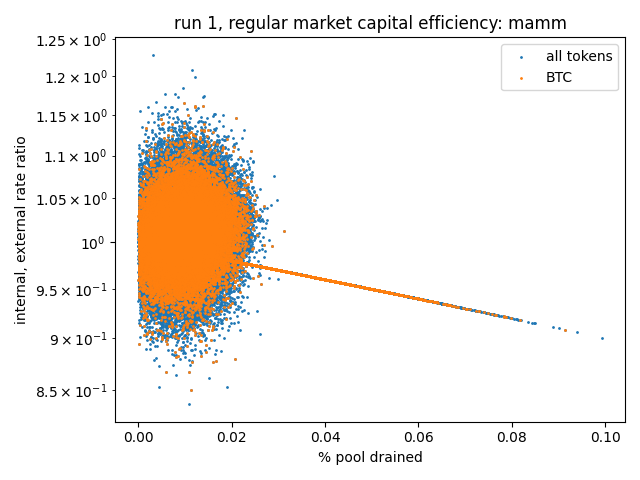 run 1, regular market capital efficiency: mamm
1.25 × 10⁰
1.2 × 10⁰
1.15 × 10⁰
1.1 × 10⁰
1.05 × 10⁰
10⁰
9.5 × 10⁻¹
9 × 10⁻¹
8.5 × 10⁻¹
internal, external rate ratio
all tokens
BTC
0.00 0.02 0.04 0.06 0.08 0.10
% pool drained